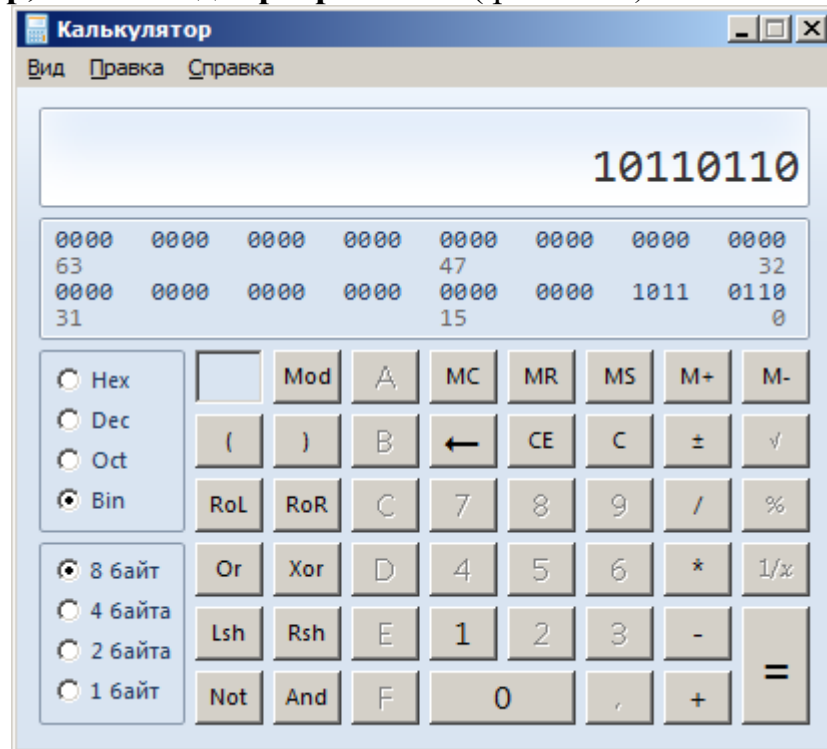 Калькулятор
Вид Правка Справка
10110110
0000 0000 0000 0000 0000 0000 0000 0000
63 47 32
0000 0000 0000 0000 0000 0000 1011 0110
31 15 0
Hex Mod A MC MR MS M+ M-
Dec
Oct ( ) B ← CE C ± √
Bin RoL RoR C 7 8 9 / %
8 байт Or Xor D 4 5 6 * 1/x
4 байта
2 байта Lsh Rsh E 1 2 3 - =
1 байт Not And F 0 , +